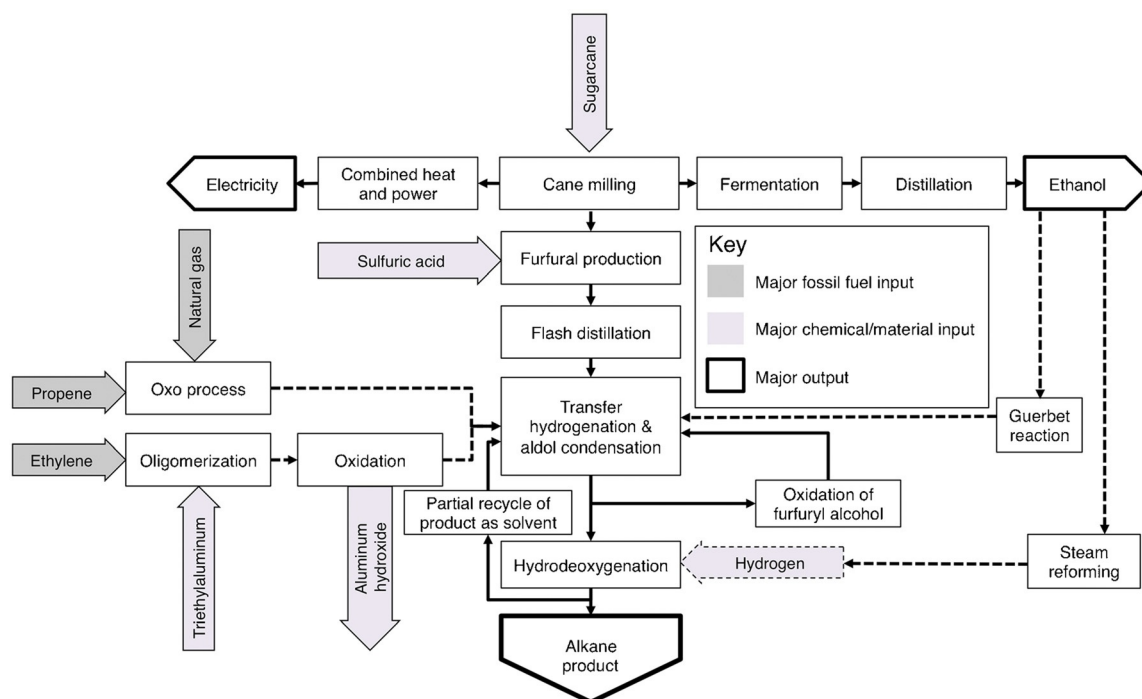 Sugarcane
Electricity
Combined heat
and power
Cane milling
Fermentation
Distillation
Ethanol
Natural gas
Sulfuric acid
Furfural production
Key
Major fossil fuel input
Major chemical/material input
Major output
Flash distillation
Propene
Oxo process
Transfer
hydrogenation &
aldol condensation
Guerbet
reaction
Ethylene
Oligomerization
Oxidation
Partial recycle of
product as solvent
Oxidation of
furfuryl alcohol
Triethylaluminum
Aluminum
hydroxide
Hydrodeoxygenation
Hydrogen
Steam
reforming
Alkane
product